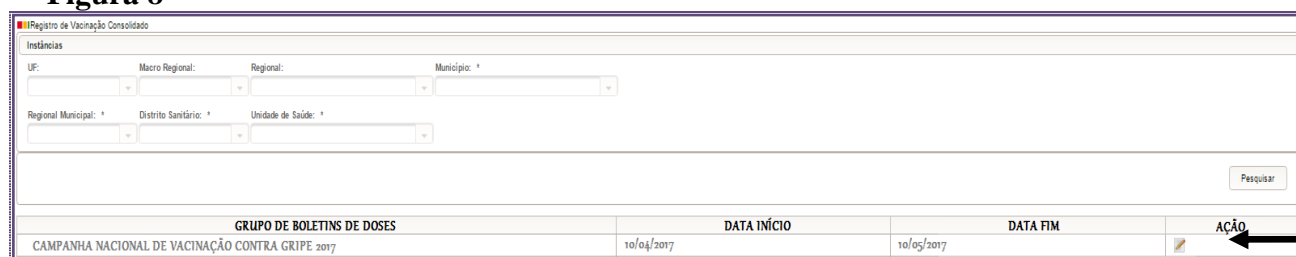 Figura 8
Registro de Vacinação Consolidado
Instâncias
UF: Macro Regional: Regional: Município: *
Regional Municipal: * Distrito Sanitário: * Unidade de Saúde: *
Pesquisar
GRUPO DE BOLETINS DE DOSES DATA INÍCIO DATA FIM AÇÃO
CAMPANHA NACIONAL DE VACINAÇÃO CONTRA GRIPE 2017 10/04/2017 10/05/2017